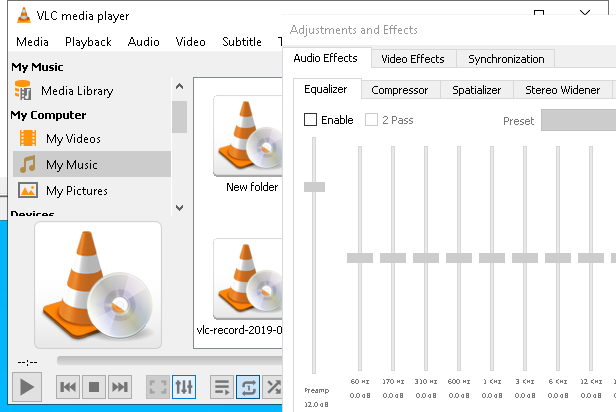 VLC media player
Media Playback Audio Video Subtitle
My Music
Media Library
My Computer
My Videos
My Music
My Pictures
Devices
New folder
vlc-record-2019-0
--:--
Adjustments and Effects
Audio Effects Video Effects Synchronization
Equalizer Compressor Spatializer Stereo Widener
Enable 2 Pass Preset
60 Hz 170 Hz 310 Hz 600 Hz 1 KHz 3 KHz 6 KHz 12 KHz
Preamp 0.0 dB 0.0 dB 0.0 dB 0.0 dB 0.0 dB 0.0 dB 0.0 dB 0.0 dB
12.0 dB